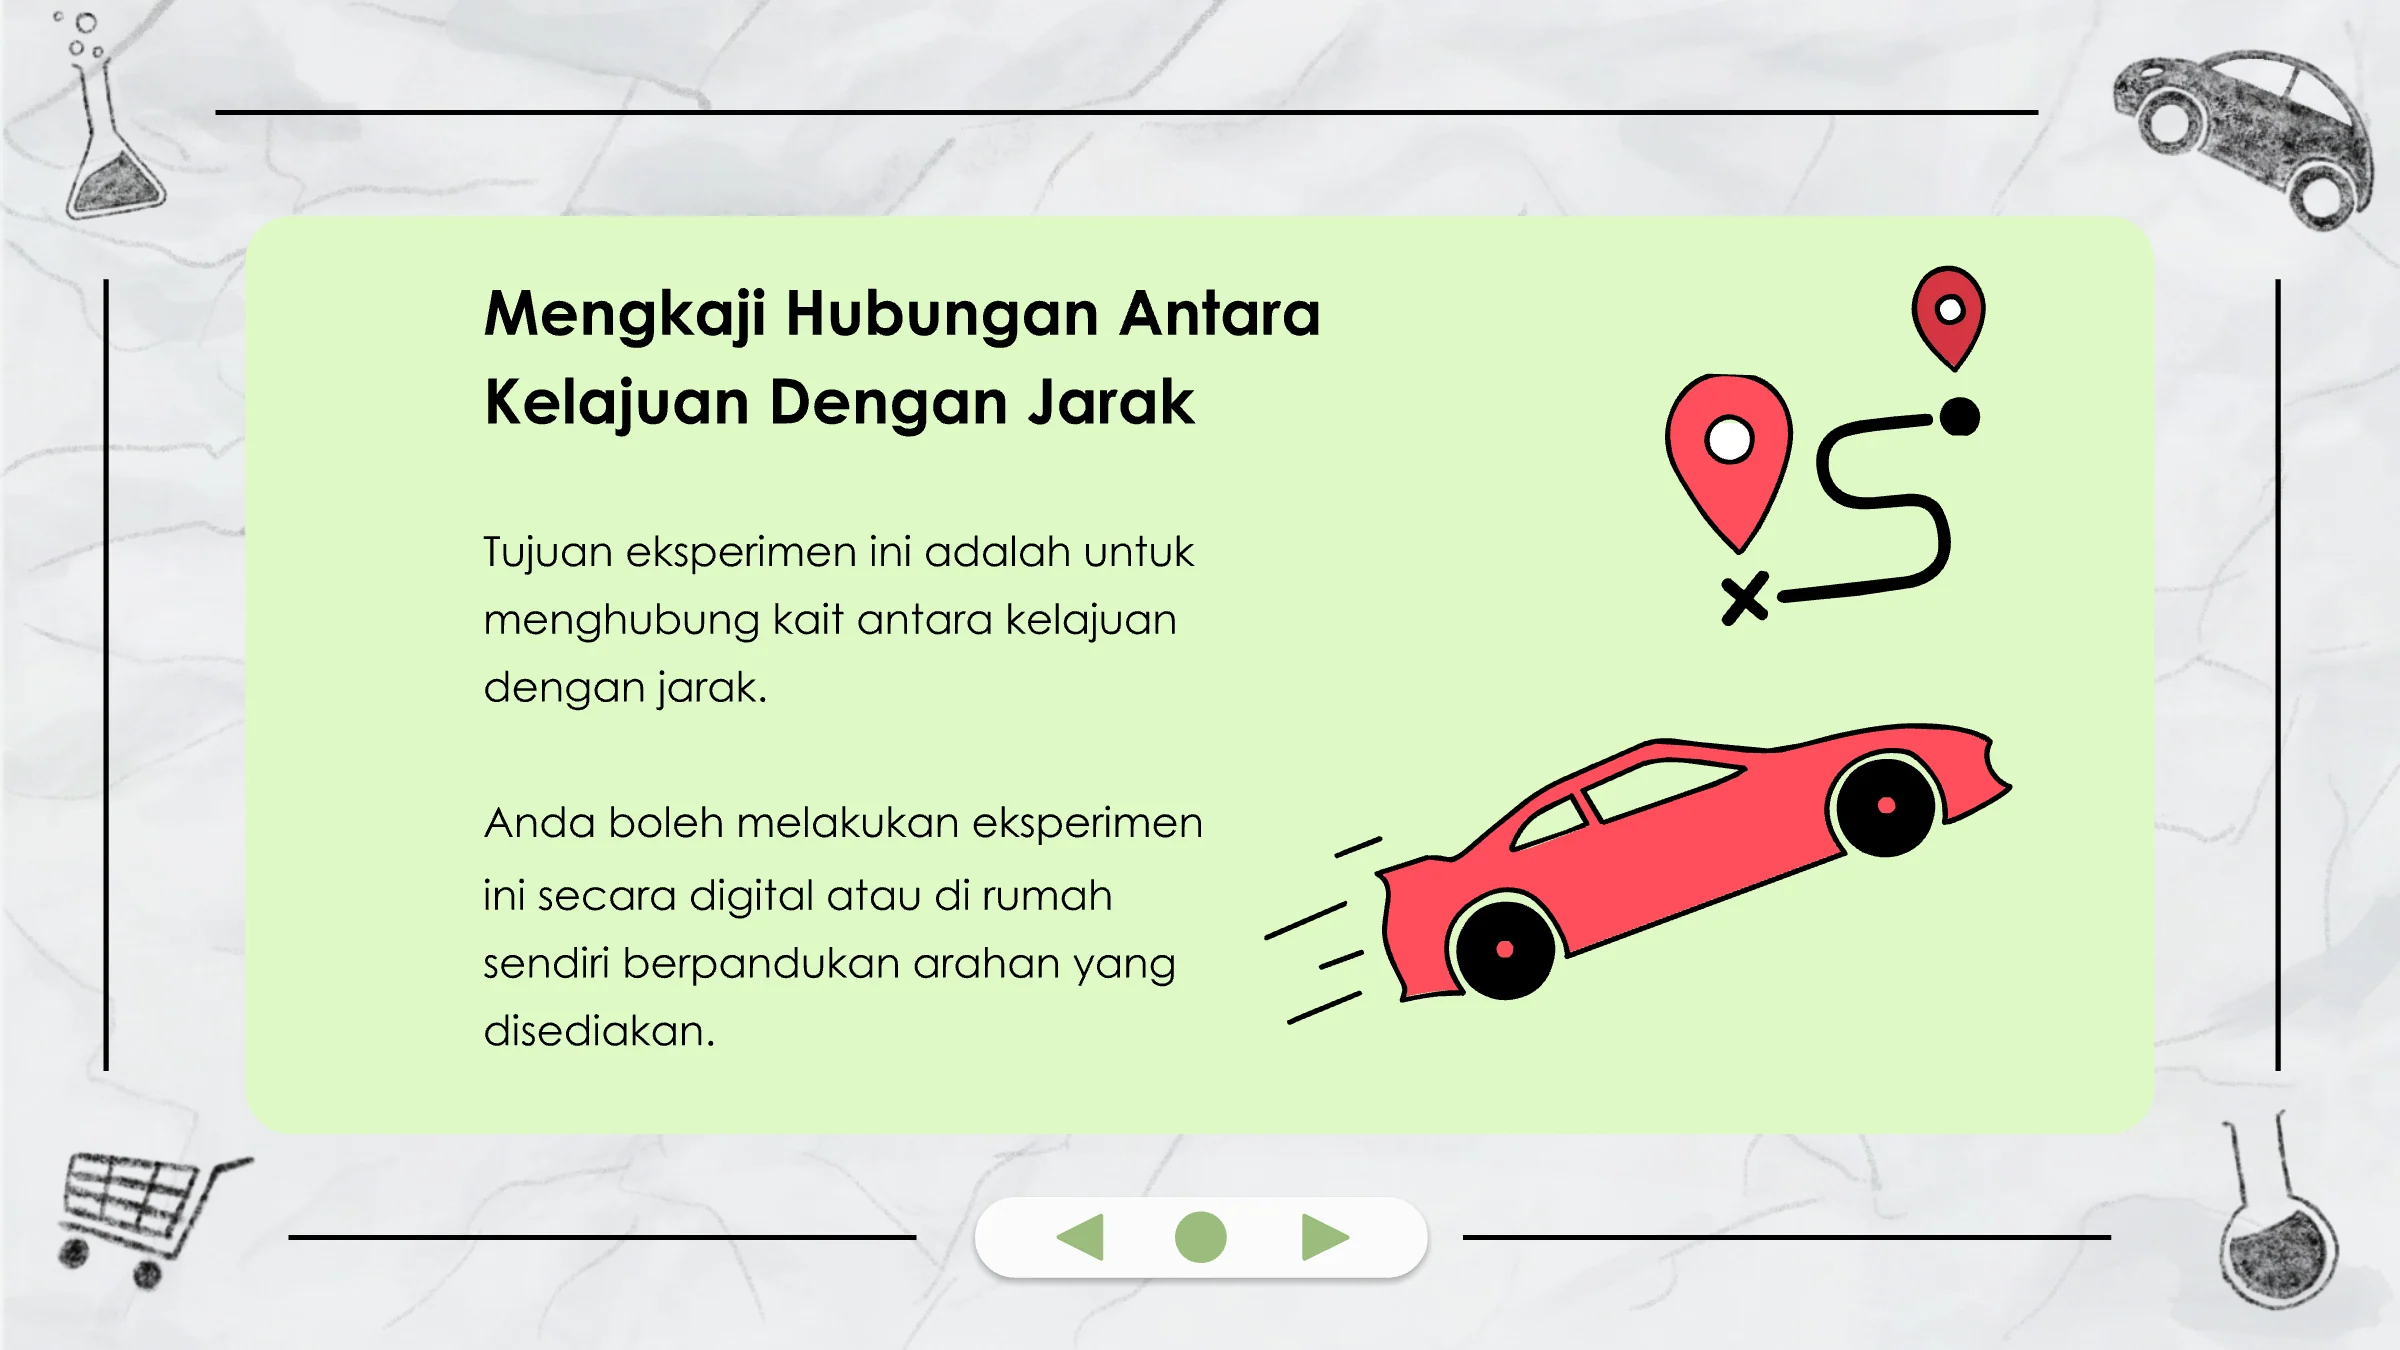 Mengkaji Hubungan Antara
Kelajuan Dengan Jarak
Tujuan eksperimen ini adalah untuk
menghubung kait antara kelajuan
dengan jarak.
Anda boleh melakukan eksperimen
ini secara digital atau di rumah
sendiri berpandukan arahan yang
disediakan.